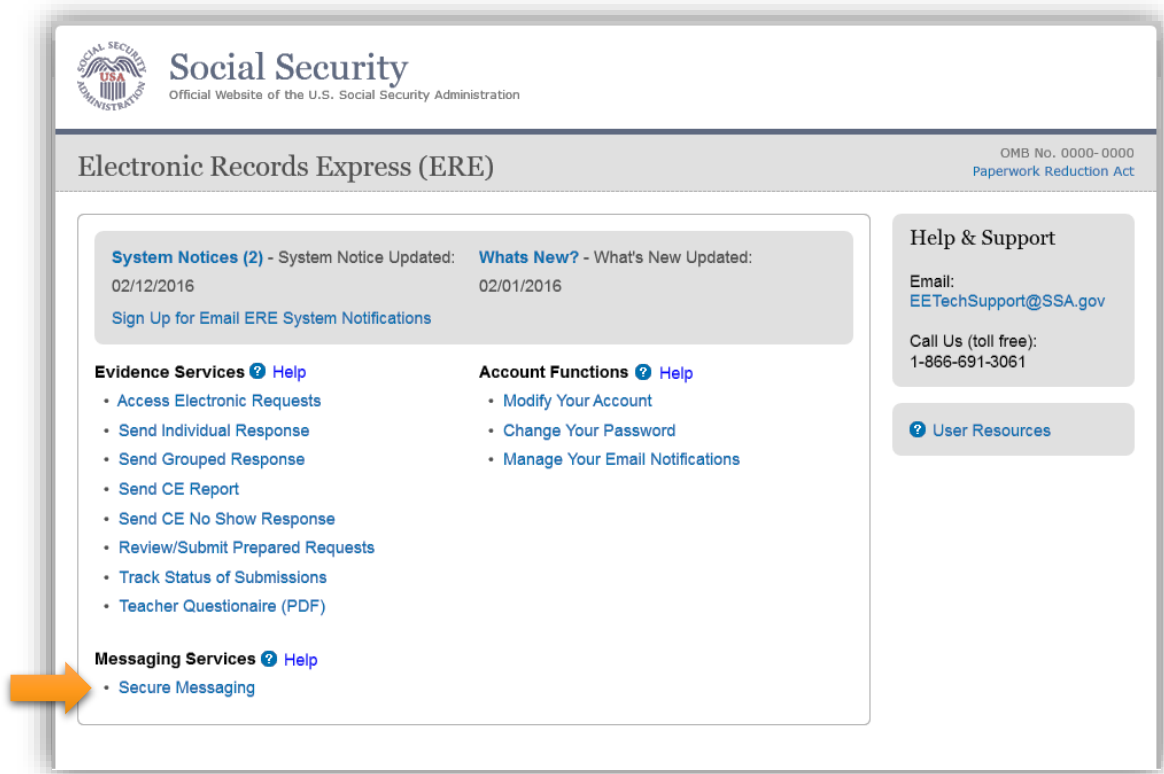 SOCIAL SECURITY ADMINISTRATION
USA
Social Security
Official Website of the U.S. Social Security Administration
Electronic Records Express (ERE)
OMB No. 0000-0000
Paperwork Reduction Act
System Notices (2) - System Notice Updated:
02/12/2016
Sign Up for Email ERE System Notifications
Whats New? - What's New Updated:
02/01/2016
Evidence Services ? Help
• Access Electronic Requests
• Send Individual Response
• Send Grouped Response
• Send CE Report
• Send CE No Show Response
• Review/Submit Prepared Requests
• Track Status of Submissions
• Teacher Questionaire (PDF)
Account Functions ? Help
• Modify Your Account
• Change Your Password
• Manage Your Email Notifications
Messaging Services ? Help
• Secure Messaging
Help & Support
Email:
EETechSupport@SSA.gov
Call Us (toll free):
1-866-691-3061
? User Resources